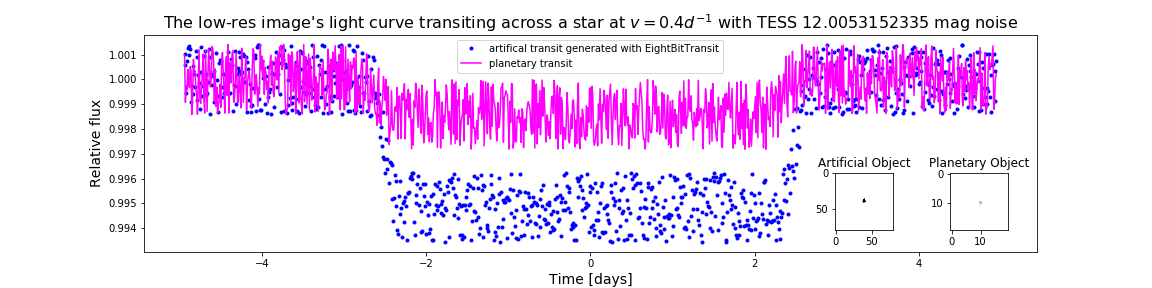 The low-res image's light curve transiting across a star at v = 0.4d⁻¹ with TESS 12.0053152335 mag noise
artifical transit generated with EightBitTransit
planetary transit
Relative flux
1.001
1.000
0.999
0.998
0.997
0.996
0.995
0.994
Artificial Object
0
50
0 50
Planetary Object
0
10
0 10
−4 −2 0 2 4
Time [days]